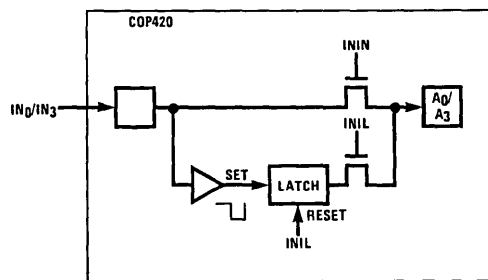 COP420
ININ
IN0/IN3
A0/
A3
INIL
SET
LATCH
RESET
INIL